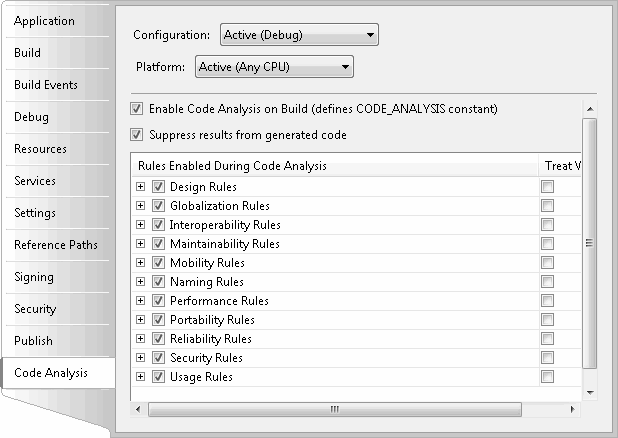 Application
Build
Build Events
Debug
Resources
Services
Settings
Reference Paths
Signing
Security
Publish
Code Analysis
Configuration: Active (Debug)
Platform: Active (Any CPU)
Enable Code Analysis on Build (defines CODE_ANALYSIS constant)
Suppress results from generated code
Rules Enabled During Code Analysis Treat
Design Rules
Globalization Rules
Interoperability Rules
Maintainability Rules
Mobility Rules
Naming Rules
Performance Rules
Portability Rules
Reliability Rules
Security Rules
Usage Rules